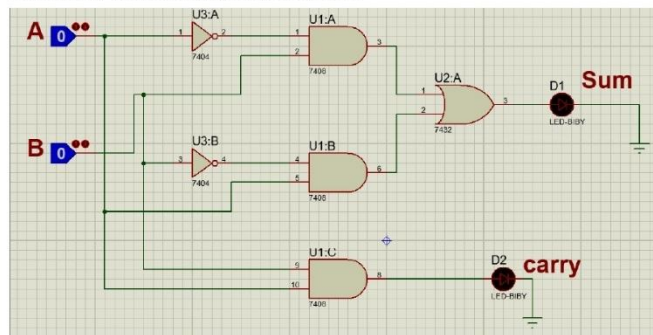 U3:A
U1:A
A 0
1 2
1
2
3
7404
7408
U2:A
1
2
3
7432
D1
Sum
LED-BIBY
B 0
U3:B
3 4
7404
U1:B
4
5
6
7408
U1:C
9
10
8
7408
D2
carry
LED-BIBY